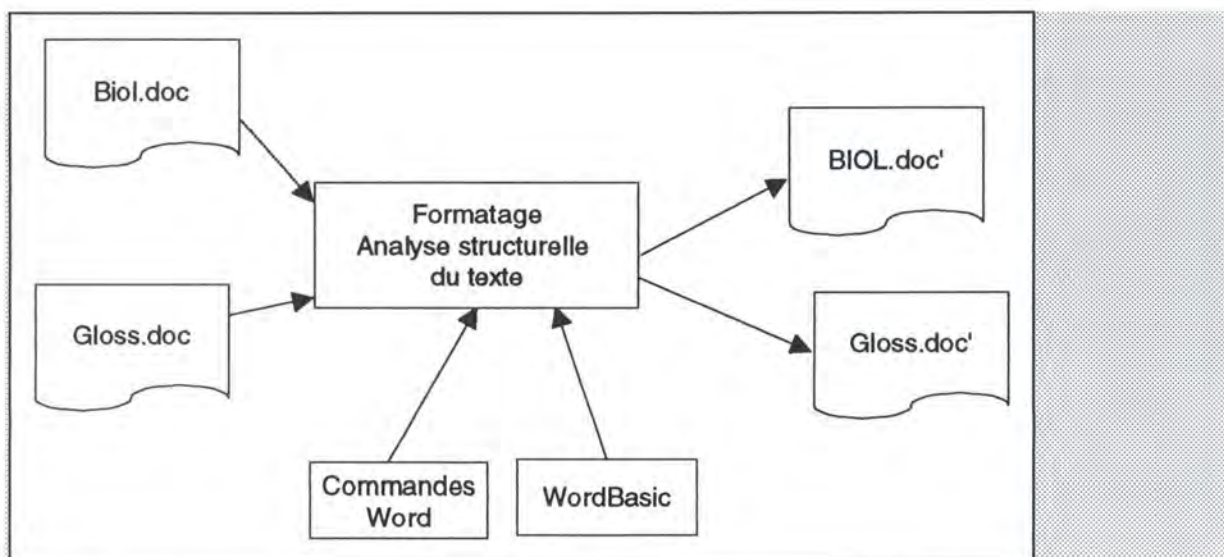 Biol.doc
Gloss.doc
Formatage
Analyse structurelle
du texte
BIOL.doc'
Gloss.doc'
Commandes
Word
WordBasic